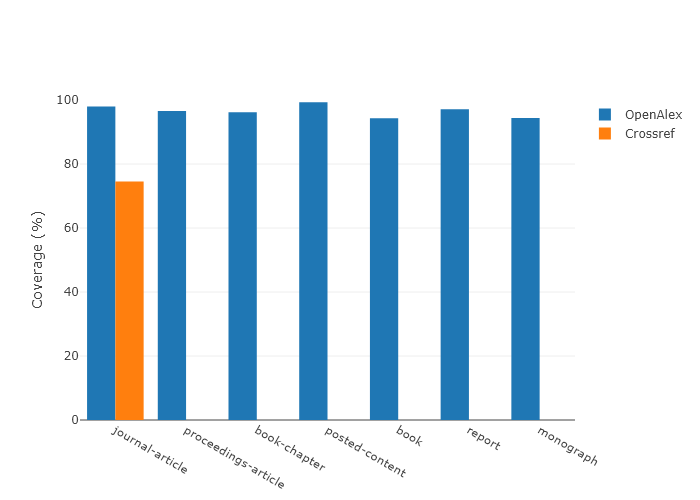 100
80
60
40
20
0
Coverage (%)
journal-article
proceedings-article
book-chapter
posted-content
book
report
monograph
OpenAlex
Crossref